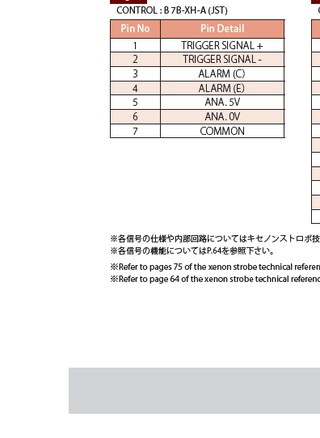 CONTROL : B 7B-XH-A (JST)
Pin No Pin Detail
1 TRIGGER SIGNAL +
2 TRIGGER SIGNAL -
3 ALARM (C)
4 ALARM (E)
5 ANA. 5V
6 ANA. 0V
7 COMMON
※各信号の仕様や内部回路についてはキセノンストロボ技
※各信号の機能についてはP.64を参照下さい。
※Refer to pages 75 of the xenon strobe technical referen
※Refer to page 64 of the xenon strobe technical referenc